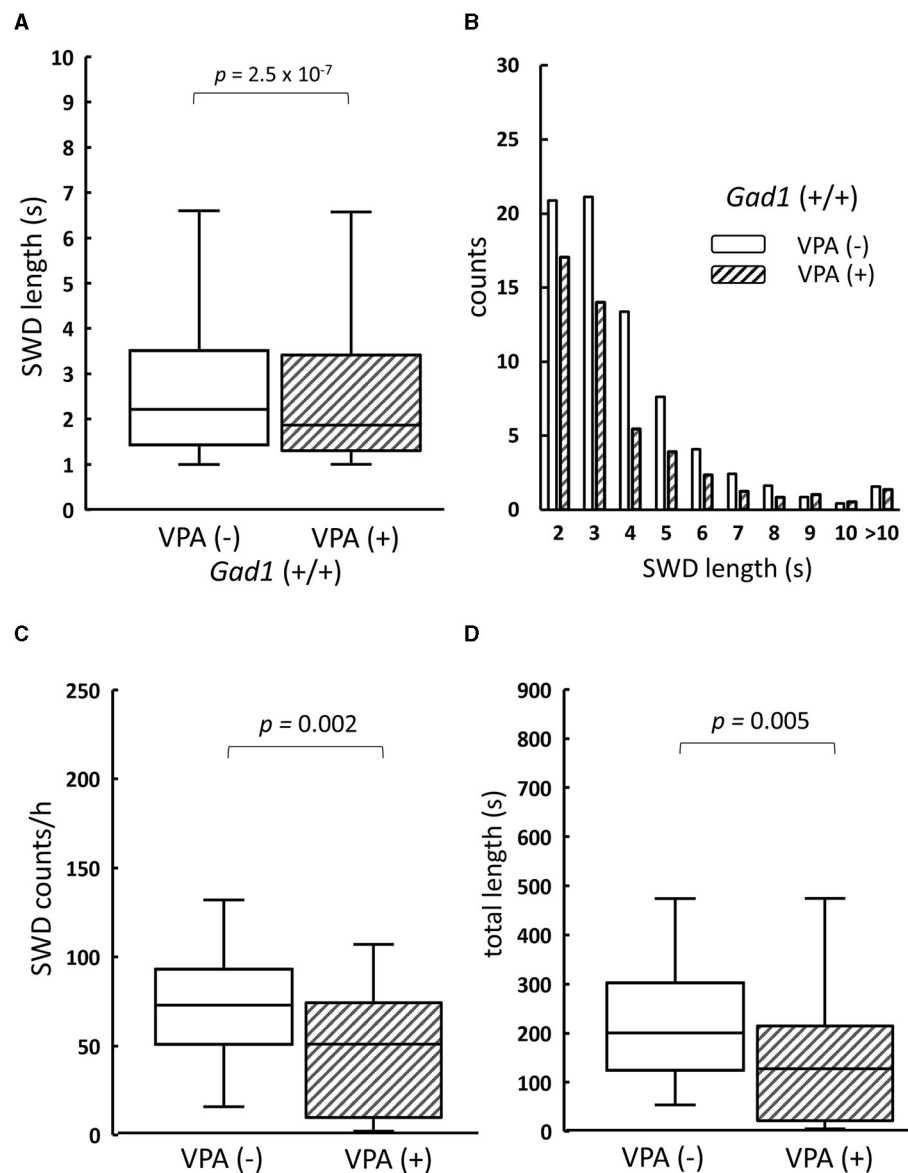 A
SWD length (s)
10
9
8
7
6
5
4
3
2
1
0
p = 2.5 x 10-7
VPA (-)
VPA (+)
Gad1 (+/+)
B
counts
30
25
20
15
10
5
0
Gad1 (+/+)
VPA (-)
VPA (+)
2 3 4 5 6 7 8 9 10 >10
SWD length (s)
C
SWD counts/h
250
200
150
100
50
0
p = 0.002
VPA (-)
VPA (+)
D
total length (s)
900
800
700
600
500
400
300
200
100
0
p = 0.005
VPA (-)
VPA (+)